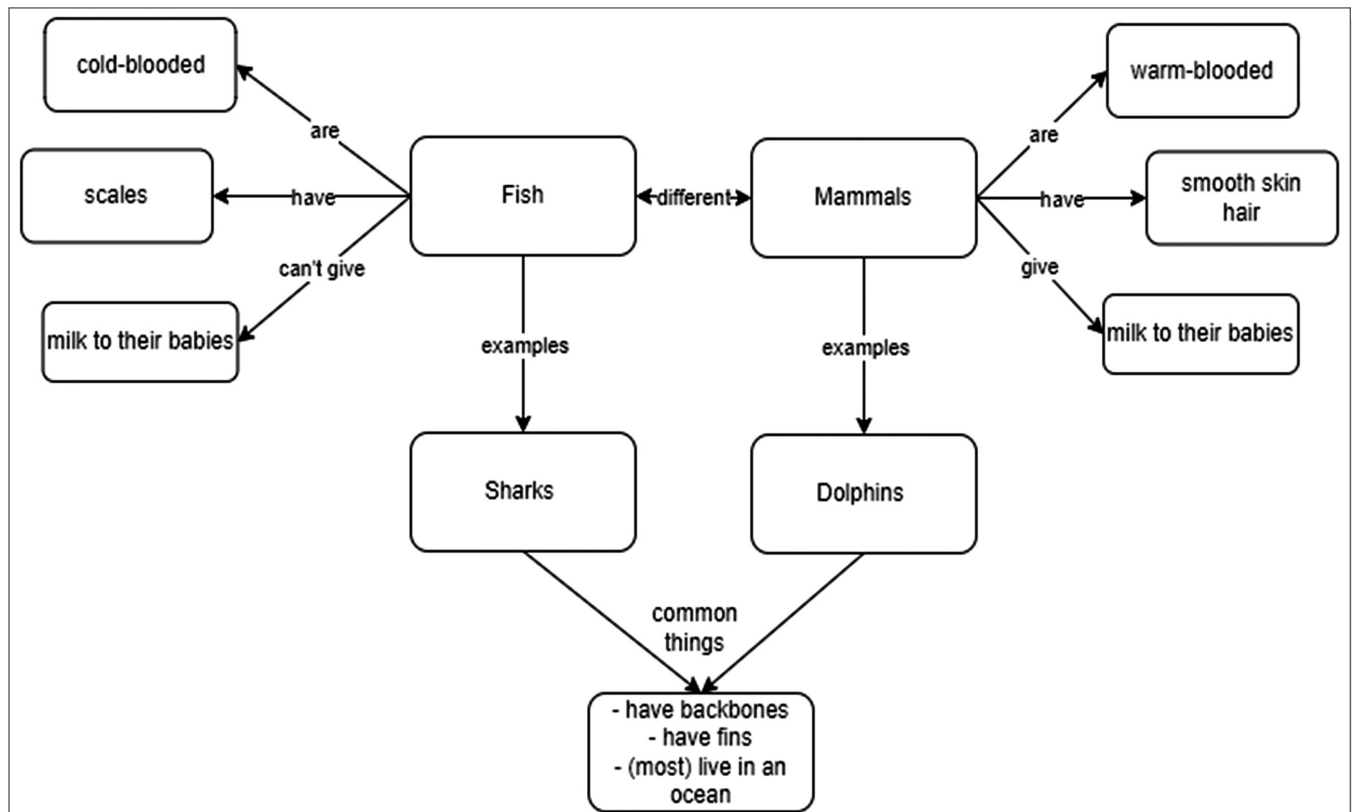 cold-blooded
warm-blooded
are
are
scales
have
Fish
different
Mammals
have
smooth skin
hair
can't give
give
milk to their babies
milk to their babies
examples
examples
Sharks
Dolphins
common
things
- have backbones
- have fins
- (most) live in an
ocean